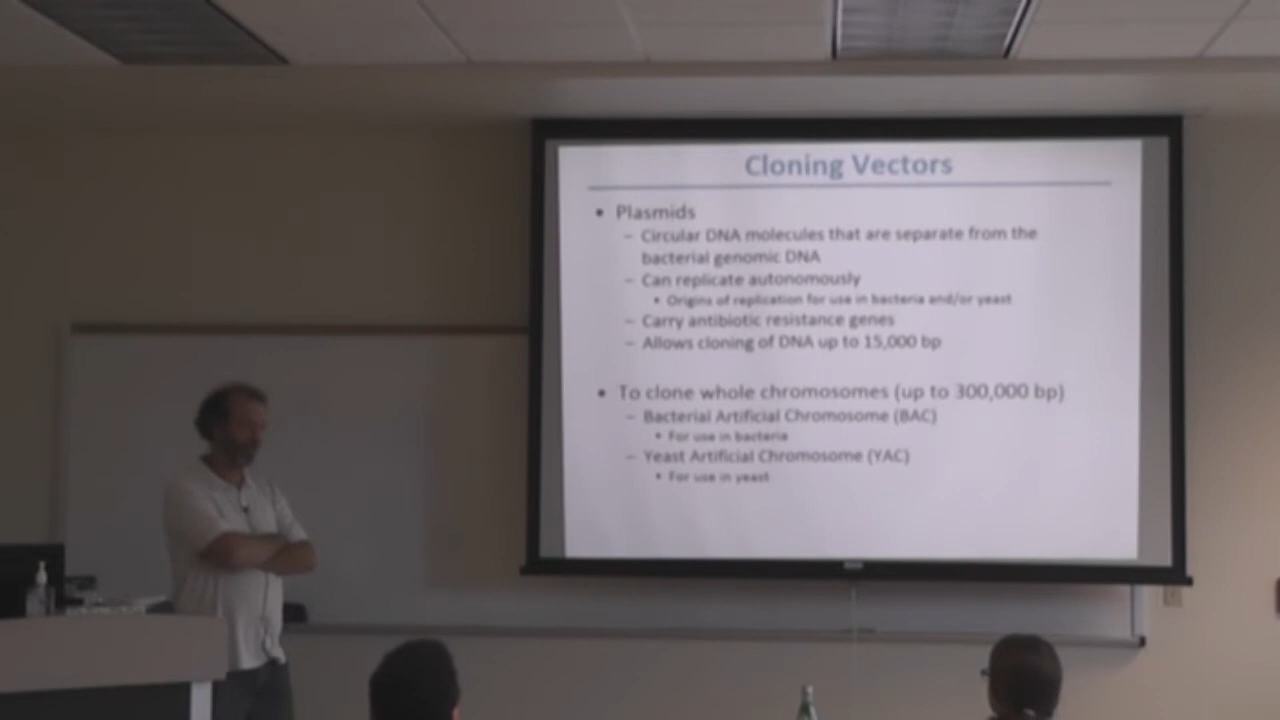 Cloning Vectors
• Plasmids
– Circular DNA molecules that are separate from the
bacterial genomic DNA
– Can replicate autonomously
• Origins of replication for use in bacteria and/or yeast
– Carry antibiotic resistance genes
– Allows cloning of DNA up to 15,000 bp
• To clone whole chromosomes (up to 300,000 bp)
– Bacterial Artificial Chromosome (BAC)
• For use in bacteria
– Yeast Artificial Chromosome (YAC)
• For use in yeast